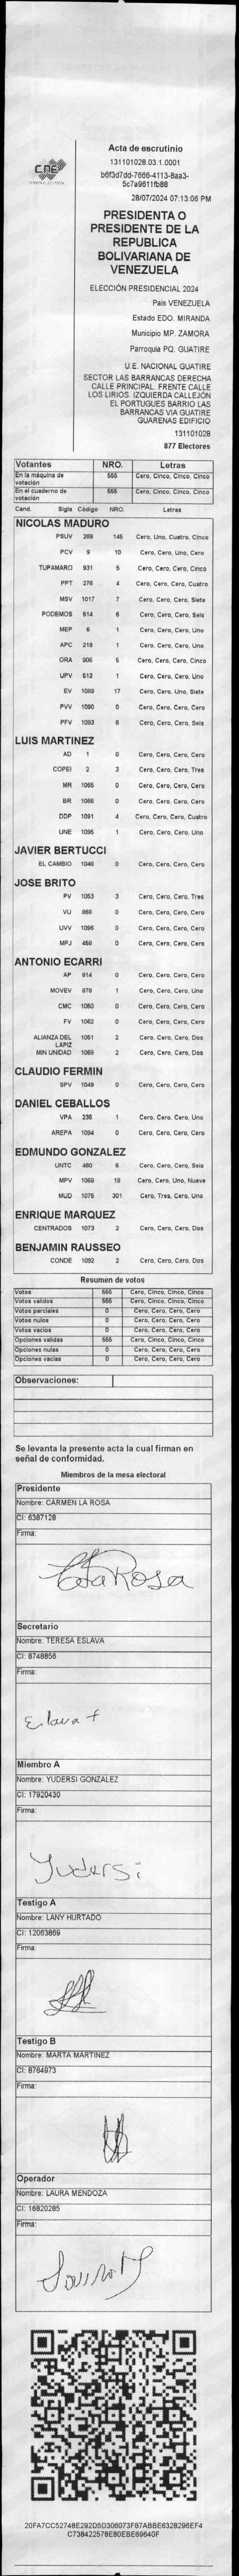 CNE
Acta de escrutinio
131101028.03.1.0001
b6f3d7dd-7666-4113-8aa3-
5c7a9611fb88
28/07/2024 07:13:06 PM
PRESIDENTA O
PRESIDENTE DE LA
REPUBLICA
BOLIVARIANA DE
VENEZUELA
ELECCIÓN PRESIDENCIAL 2024
Pais VENEZUELA
Estado EDO. MIRANDA
Municipio MP. ZAMORA
Parroquia PQ. GUATIRE
U.E. NACIONAL GUATIRE
SECTOR LAS BARRANCAS DERECHA
CALLE PRINCIPAL. FRENTE CALLE
LOS LIRIOS. IZQUIERDA CALLEJÓN
EL PORTUGUES BARRIO LAS
BARRANCAS VIA GUATIRE
GUARENAS EDIFICIO
131101028
877 Electores
Votantes NRO. Letras
En la máquina de votación 555 Cero, Cinco, Cinco, Cinco
En el cuaderno de votación 555 Cero, Cinco, Cinco, Cinco
Cand. Sigla Código NRO. Letras
NICOLAS MADURO
PSUV 269 145 Cero, Uno, Cuatro, Cinco
PCV 9 10 Cero, Cero, Uno, Cero
TUPAMARO 931 5 Cero, Cero, Cero, Cinco
PPT 276 4 Cero, Cero, Cero, Cuatro
MSV 1017 7 Cero, Cero, Cero, Siete
PODEMOS 514 6 Cero, Cero, Cero, Seis
MEP 6 1 Cero, Cero, Cero, Uno
APC 219 1 Cero, Cero, Cero, Uno
ORA 906 5 Cero, Cero, Cero, Cinco
UPV 513 1 Cero, Cero, Cero, Uno
EV 1089 17 Cero, Cero, Uno, Siete
PVV 1090 0 Cero, Cero, Cero, Cero
PFV 1093 6 Cero, Cero, Cero, Seis
LUIS MARTINEZ
AD 1 0 Cero, Cero, Cero, Cero
COPEI 2 3 Cero, Cero, Cero, Tres
MR 1065 0 Cero, Cero, Cero, Cero
BR 1066 0 Cero, Cero, Cero, Cero
DDP 1091 4 Cero, Cero, Cero, Cuatro
UNE 1095 1 Cero, Cero, Cero, Uno
JAVIER BERTUCCI
EL CAMBIO 1046 0 Cero, Cero, Cero, Cero
JOSE BRITO
PV 1053 3 Cero, Cero, Cero, Tres
VU 868 0 Cero, Cero, Cero, Cero
UVV 1096 0 Cero, Cero, Cero, Cero
MPJ 458 0 Cero, Cero, Cero, Cero
ANTONIO ECARRI
AP 814 0 Cero, Cero, Cero, Cero
MOVEV 878 1 Cero, Cero, Cero, Uno
CMC 1050 0 Cero, Cero, Cero, Cero
FV 1062 0 Cero, Cero, Cero, Cero
ALIANZA DEL LAPIZ 1051 2 Cero, Cero, Cero, Dos
MIN UNIDAD 1068 2 Cero, Cero, Cero, Dos
CLAUDIO FERMIN
SPV 1049 0 Cero, Cero, Cero, Cero
DANIEL CEBALLOS
VPA 236 1 Cero, Cero, Cero, Uno
AREPA 1094 0 Cero, Cero, Cero, Cero
EDMUNDO GONZALEZ
UNTC 460 6 Cero, Cero, Cero, Seis
MPV 1069 19 Cero, Cero, Uno, Nueve
MUD 1075 301 Cero, Tres, Cero, Uno
ENRIQUE MARQUEZ
CENTRADOS 1073 2 Cero, Cero, Cero, Dos
BENJAMIN RAUSSEO
CONDE 1092 2 Cero, Cero, Cero, Dos
Resumen de votos
Votos 555 Cero, Cinco, Cinco, Cinco
Votos validos 555 Cero, Cinco, Cinco, Cinco
Votos parciales 0 Cero, Cero, Cero, Cero
Votos nulos 0 Cero, Cero, Cero, Cero
Votos vacios 0 Cero, Cero, Cero, Cero
Opciones validas 555 Cero, Cinco, Cinco, Cinco
Opciones nulas 0 Cero, Cero, Cero, Cero
Opciones vacias 0 Cero, Cero, Cero, Cero
Observaciones:
Se levanta la presente acta la cual firman en
señal de conformidad.
Miembros de la mesa electoral
Presidente
Nombre: CARMEN LA ROSA
CI: 6387128
Firma:
La Rosa
Secretario
Nombre: TERESA ESLAVA
CI: 8748856
Firma:
Eslava t
Miembro A
Nombre: YUDERSI GONZALEZ
CI: 17920430
Firma:
Yudersi
Testigo A
Nombre: LANY HURTADO
CI: 12063869
Firma:
Testigo B
Nombre: MARTA MARTINEZ
CI: 8764973
Firma:
Operador
Nombre: LAURA MENDOZA
CI: 16820285
Firma:
20FA7CC52748E292D5D306073F87ABBE6328296EF4
C738422578E80EBE69640F